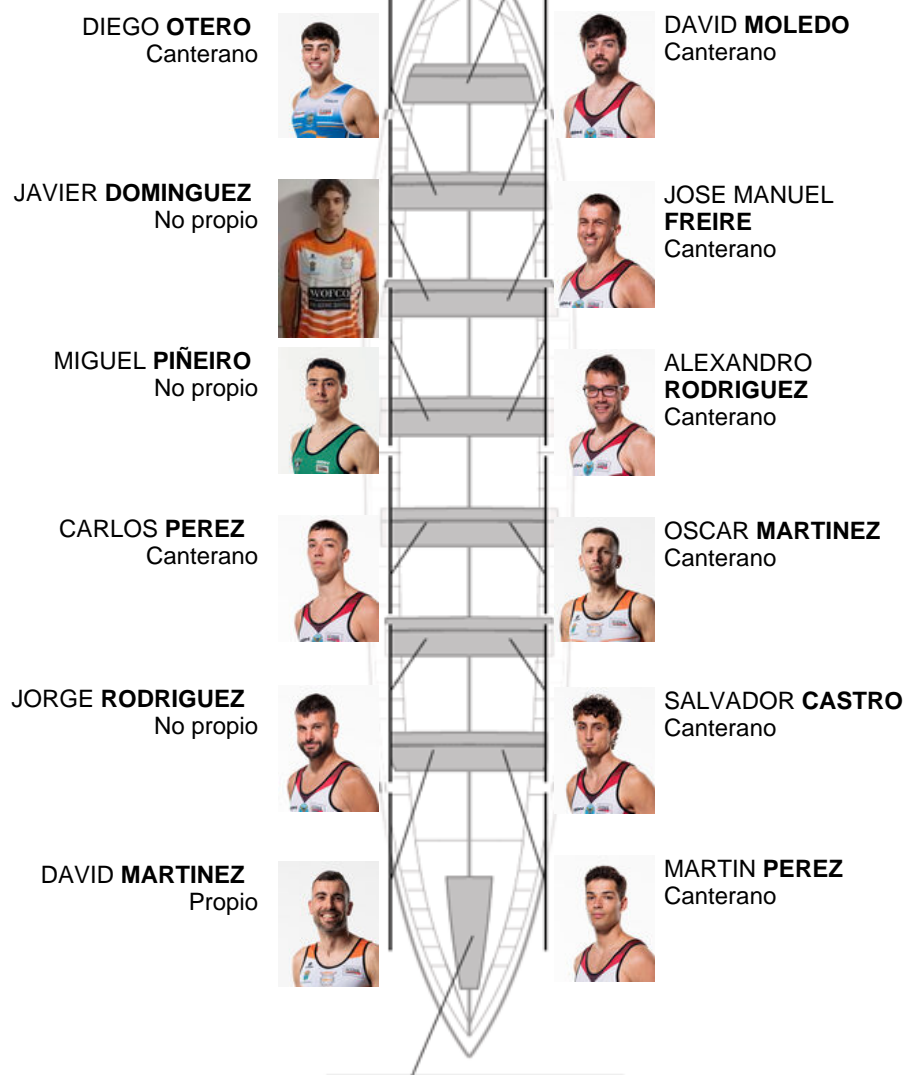 DIEGO OTERO
Canterano
DAVID MOLEDO
Canterano
JAVIER DOMINGUEZ
No propio
JOSE MANUEL
FREIRE
Canterano
WOFCO
MIGUEL PIÑEIRO
No propio
ALEXANDRO
RODRIGUEZ
Canterano
CARLOS PEREZ
Canterano
OSCAR MARTINEZ
Canterano
JORGE RODRIGUEZ
No propio
SALVADOR CASTRO
Canterano
DAVID MARTINEZ
Propio
MARTIN PEREZ
Canterano